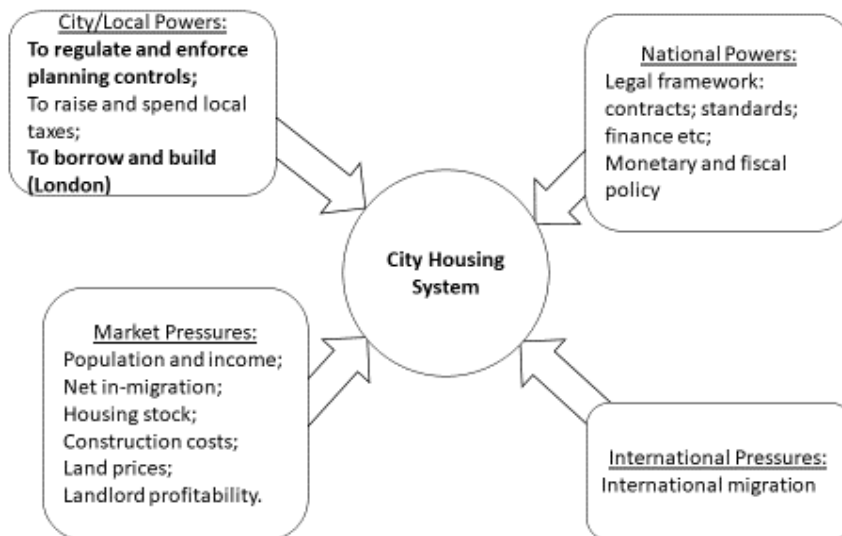 City/Local Powers:
To regulate and enforce
planning controls;
To raise and spend local
taxes;
To borrow and build
(London)
National Powers:
Legal framework:
contracts; standards;
finance etc;
Monetary and fiscal
policy
City Housing
System
Market Pressures:
Population and income;
Net in-migration;
Housing stock;
Construction costs;
Land prices;
Landlord profitability.
International Pressures:
International migration